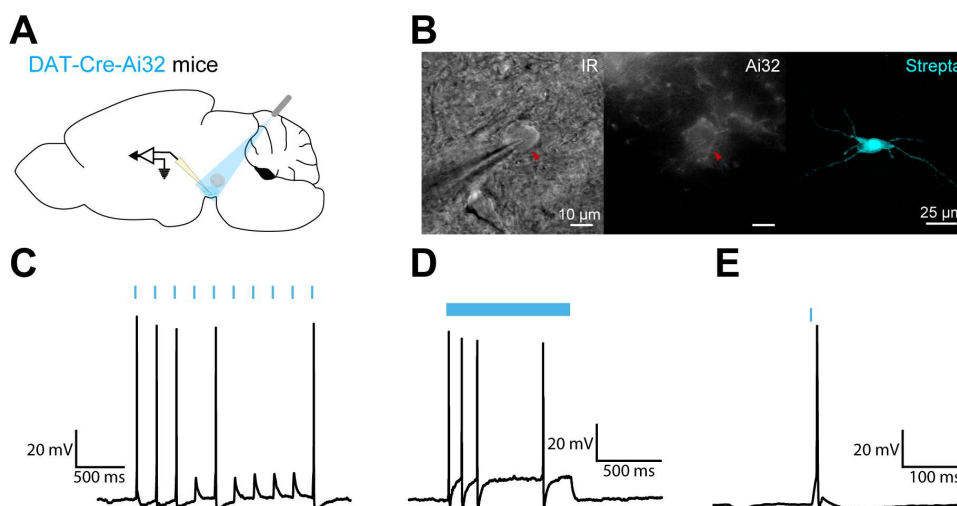 A
DAT-Cre-Ai32 mice
B
IR
10 µm
Ai32
Strepta
25 µm
C
20 mV
500 ms
D
20 mV
500 ms
E
20 mV
100 ms